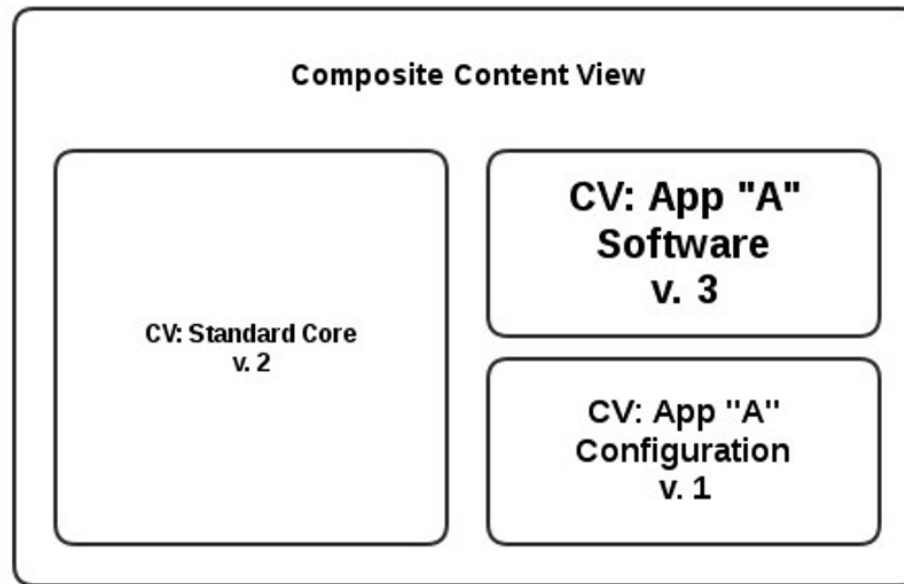 Composite Content View
CV: Standard Core
v. 2
CV: App "A"
Software
v. 3
CV: App "A"
Configuration
v. 1